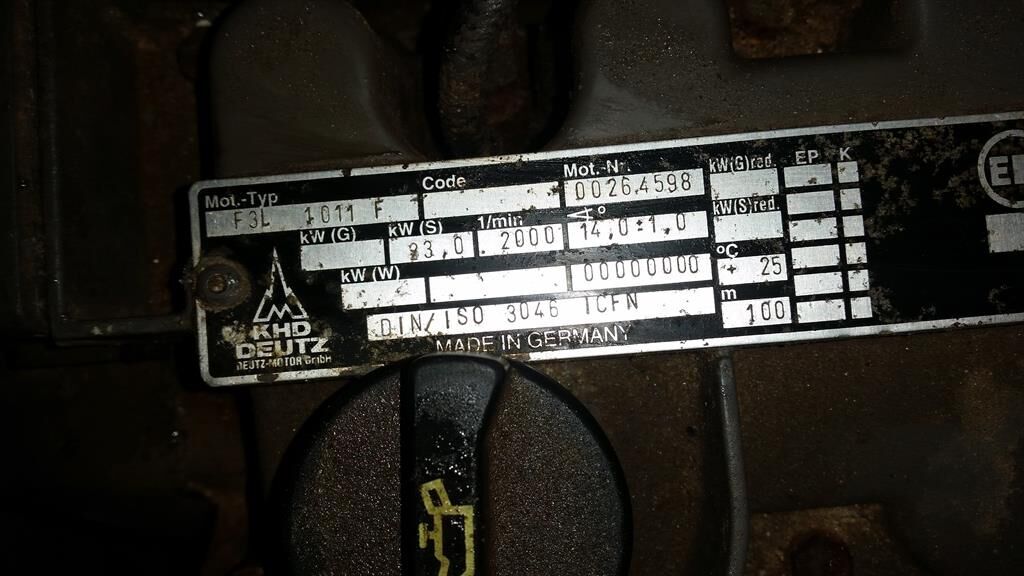 Mot.-Typ Code Mot.-Nr. kW(G)red. EP K
F3L 1011 F 00264598
kW (G) kW (S) 1/min ° kW(S)red.
2000 14,0±1,0
kW (W) 00000000 °C + 25
DIN/ISO 3046 ICFN m 100
KHD
DEUTZ
DEUTZ-MOTOR GmbH
MADE IN GERMANY